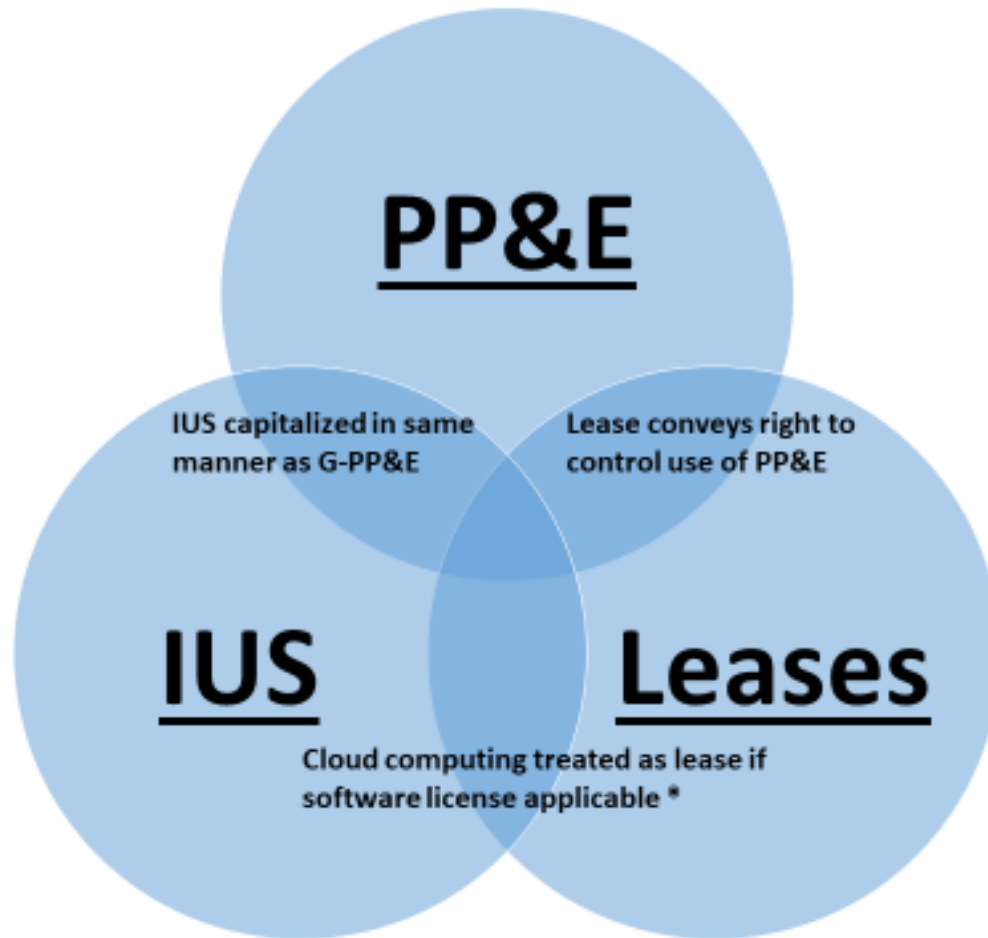 PP&E
IUS capitalized in same
manner as G-PP&E
Lease conveys right to
control use of PP&E
IUS
Leases
Cloud computing treated as lease if
software license applicable *